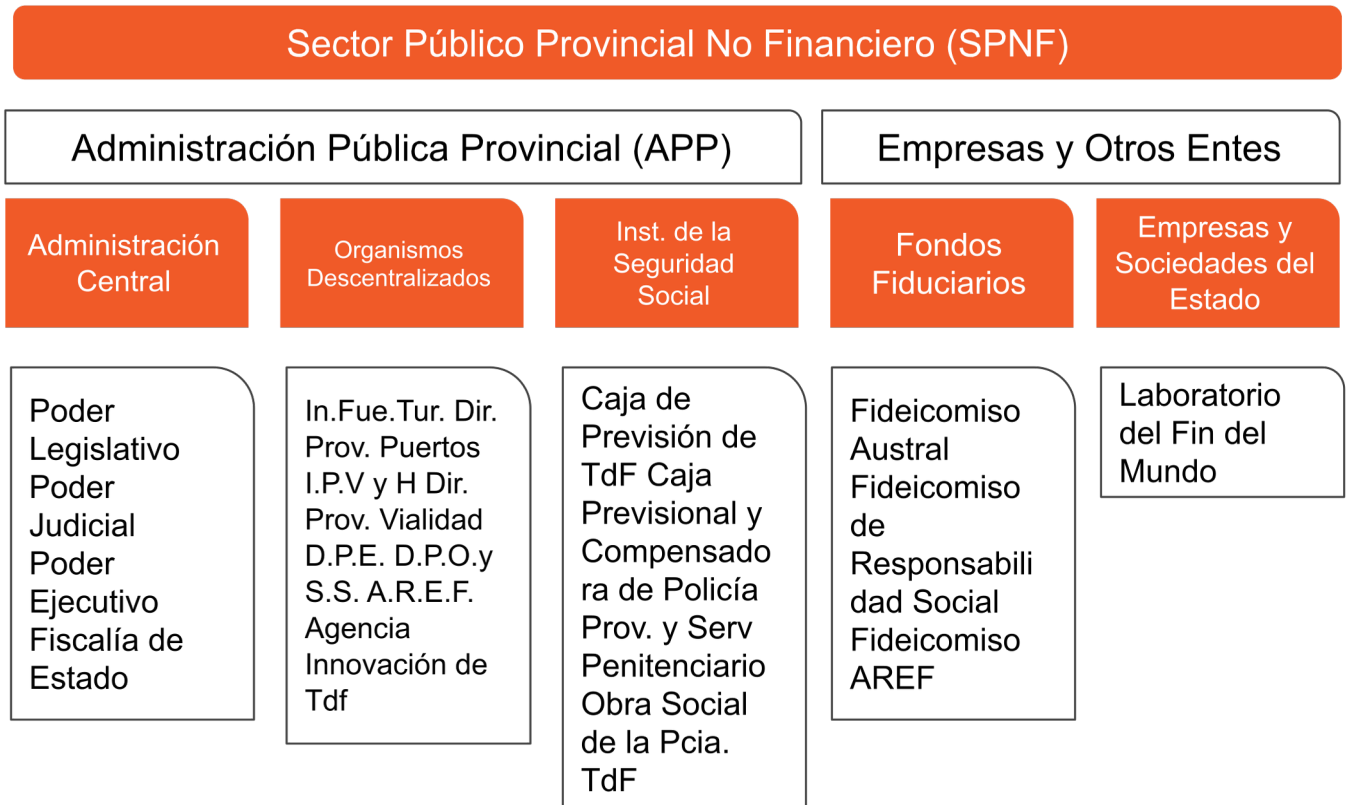 Sector Público Provincial No Financiero (SPNF)
Administración Pública Provincial (APP)
Empresas y Otros Entes
Administración
Central
Organismos
Descentralizados
Inst. de la
Seguridad
Social
Fondos
Fiduciarios
Empresas y
Sociedades del
Estado
Poder
Legislativo
Poder
Judicial
Poder
Ejecutivo
Fiscalía de
Estado
In.Fue.Tur. Dir.
Prov. Puertos
I.P.V y H Dir.
Prov. Vialidad
D.P.E. D.P.O.y
S.S. A.R.E.F.
Agencia
Innovación de
Tdf
Caja de
Previsión de
TdF Caja
Previsional y
Compensado
ra de Policía
Prov. y Serv
Penitenciario
Obra Social
de la Pcia.
TdF
Fideicomiso
Austral
Fideicomiso
de
Responsabili
dad Social
Fideicomiso
AREF
Laboratorio
del Fin del
Mundo